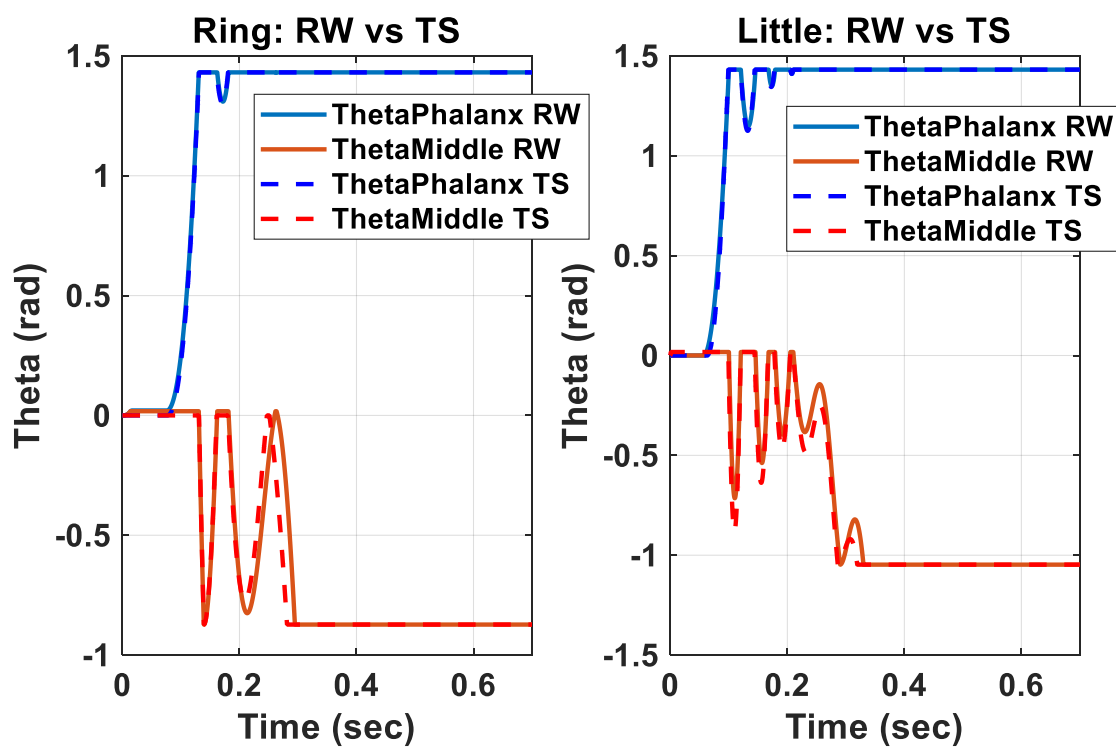 Ring: RW vs TS
1.5
1
0.5
0
-0.5
-1
Theta (rad)
ThetaPhalanx RW
ThetaMiddle RW
ThetaPhalanx TS
ThetaMiddle TS
0
0.2
0.4
0.6
Time (sec)
Little: RW vs TS
1.5
1
0.5
0
-0.5
-1
-1.5
Theta (rad)
ThetaPhalanx RW
ThetaMiddle RW
ThetaPhalanx TS
ThetaMiddle TS
0
0.2
0.4
0.6
Time (sec)